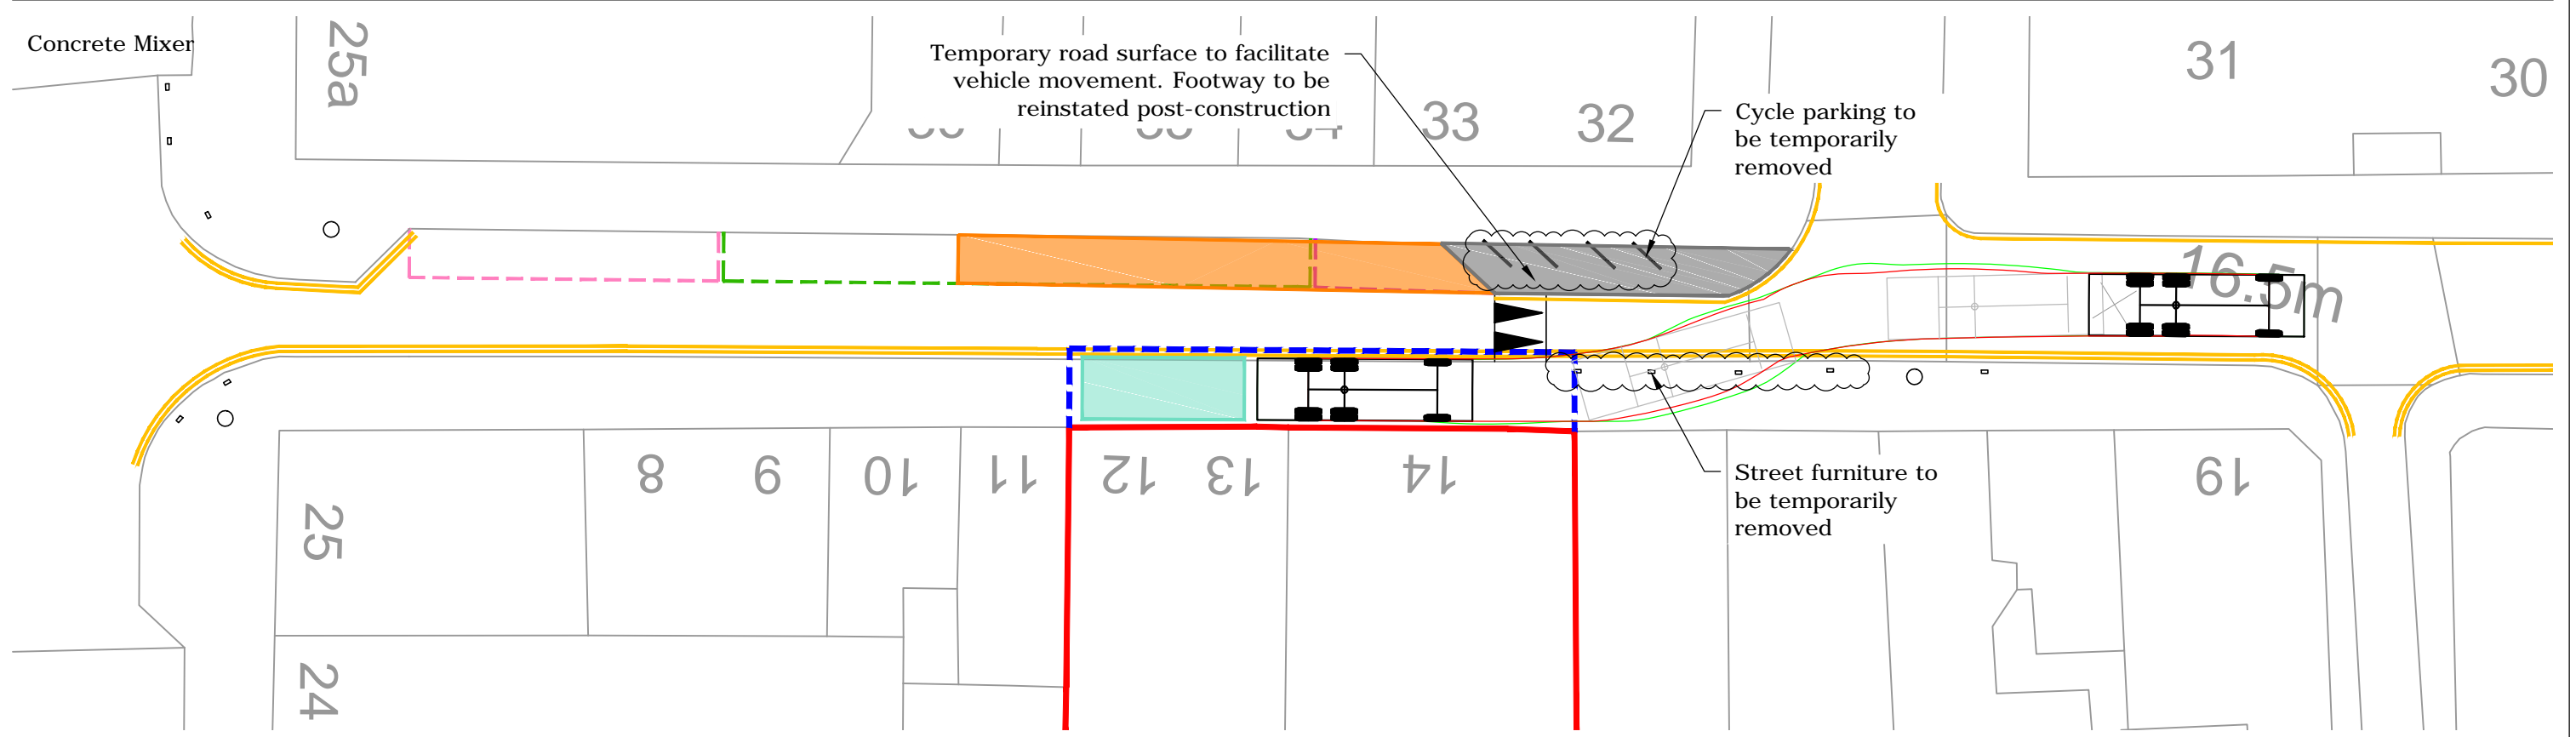 Concrete Mixer
25a
Temporary road surface to facilitate
vehicle movement. Footway to be
reinstated post-construction
33
32
Cycle parking to
be temporarily
removed
31
30
16.5m
8
9
10
11
12
13
14
19
25
24
Street furniture to
be temporarily
removed